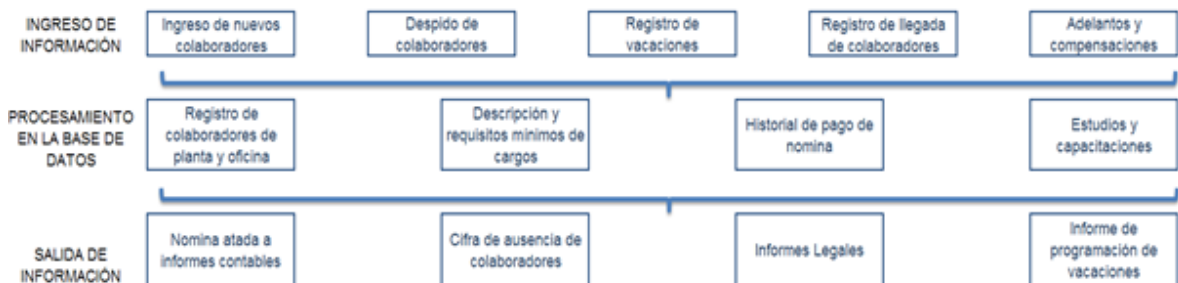 INGRESO DE
INFORMACIÓN
Ingreso de nuevos
colaboradores
Despido de
colaboradores
Registro de
vacaciones
Registro de llegada
de colaboradores
Adelantos y
compensaciones
PROCESAMIENTO
EN LA BASE DE
DATOS
Registro de
colaboradores de
planta y oficina
Descripción y
requisitos mínimos de
cargos
Historial de pago de
nomina
Estudios y
capacitaciones
SALIDA DE
INFORMACIÓN
Nomina atada a
informes contables
Cifra de ausencia de
colaboradores
Informes Legales
Informe de
programación de
vacaciones